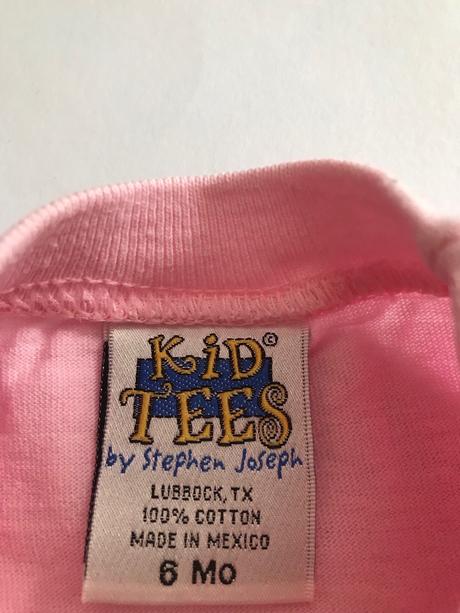 KiD©
TEES
by Stephen Joseph
LUBBOCK, TX
100% COTTON
MADE IN MEXICO
6 MO